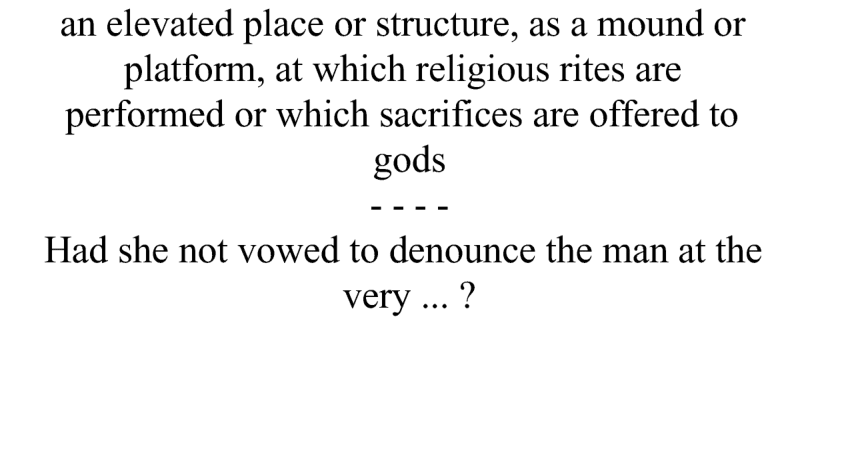 an elevated place or structure, as a mound or
platform, at which religious rites are
performed or which sacrifices are offered to
gods
- - - -
Had she not vowed to denounce the man at the
very ... ?